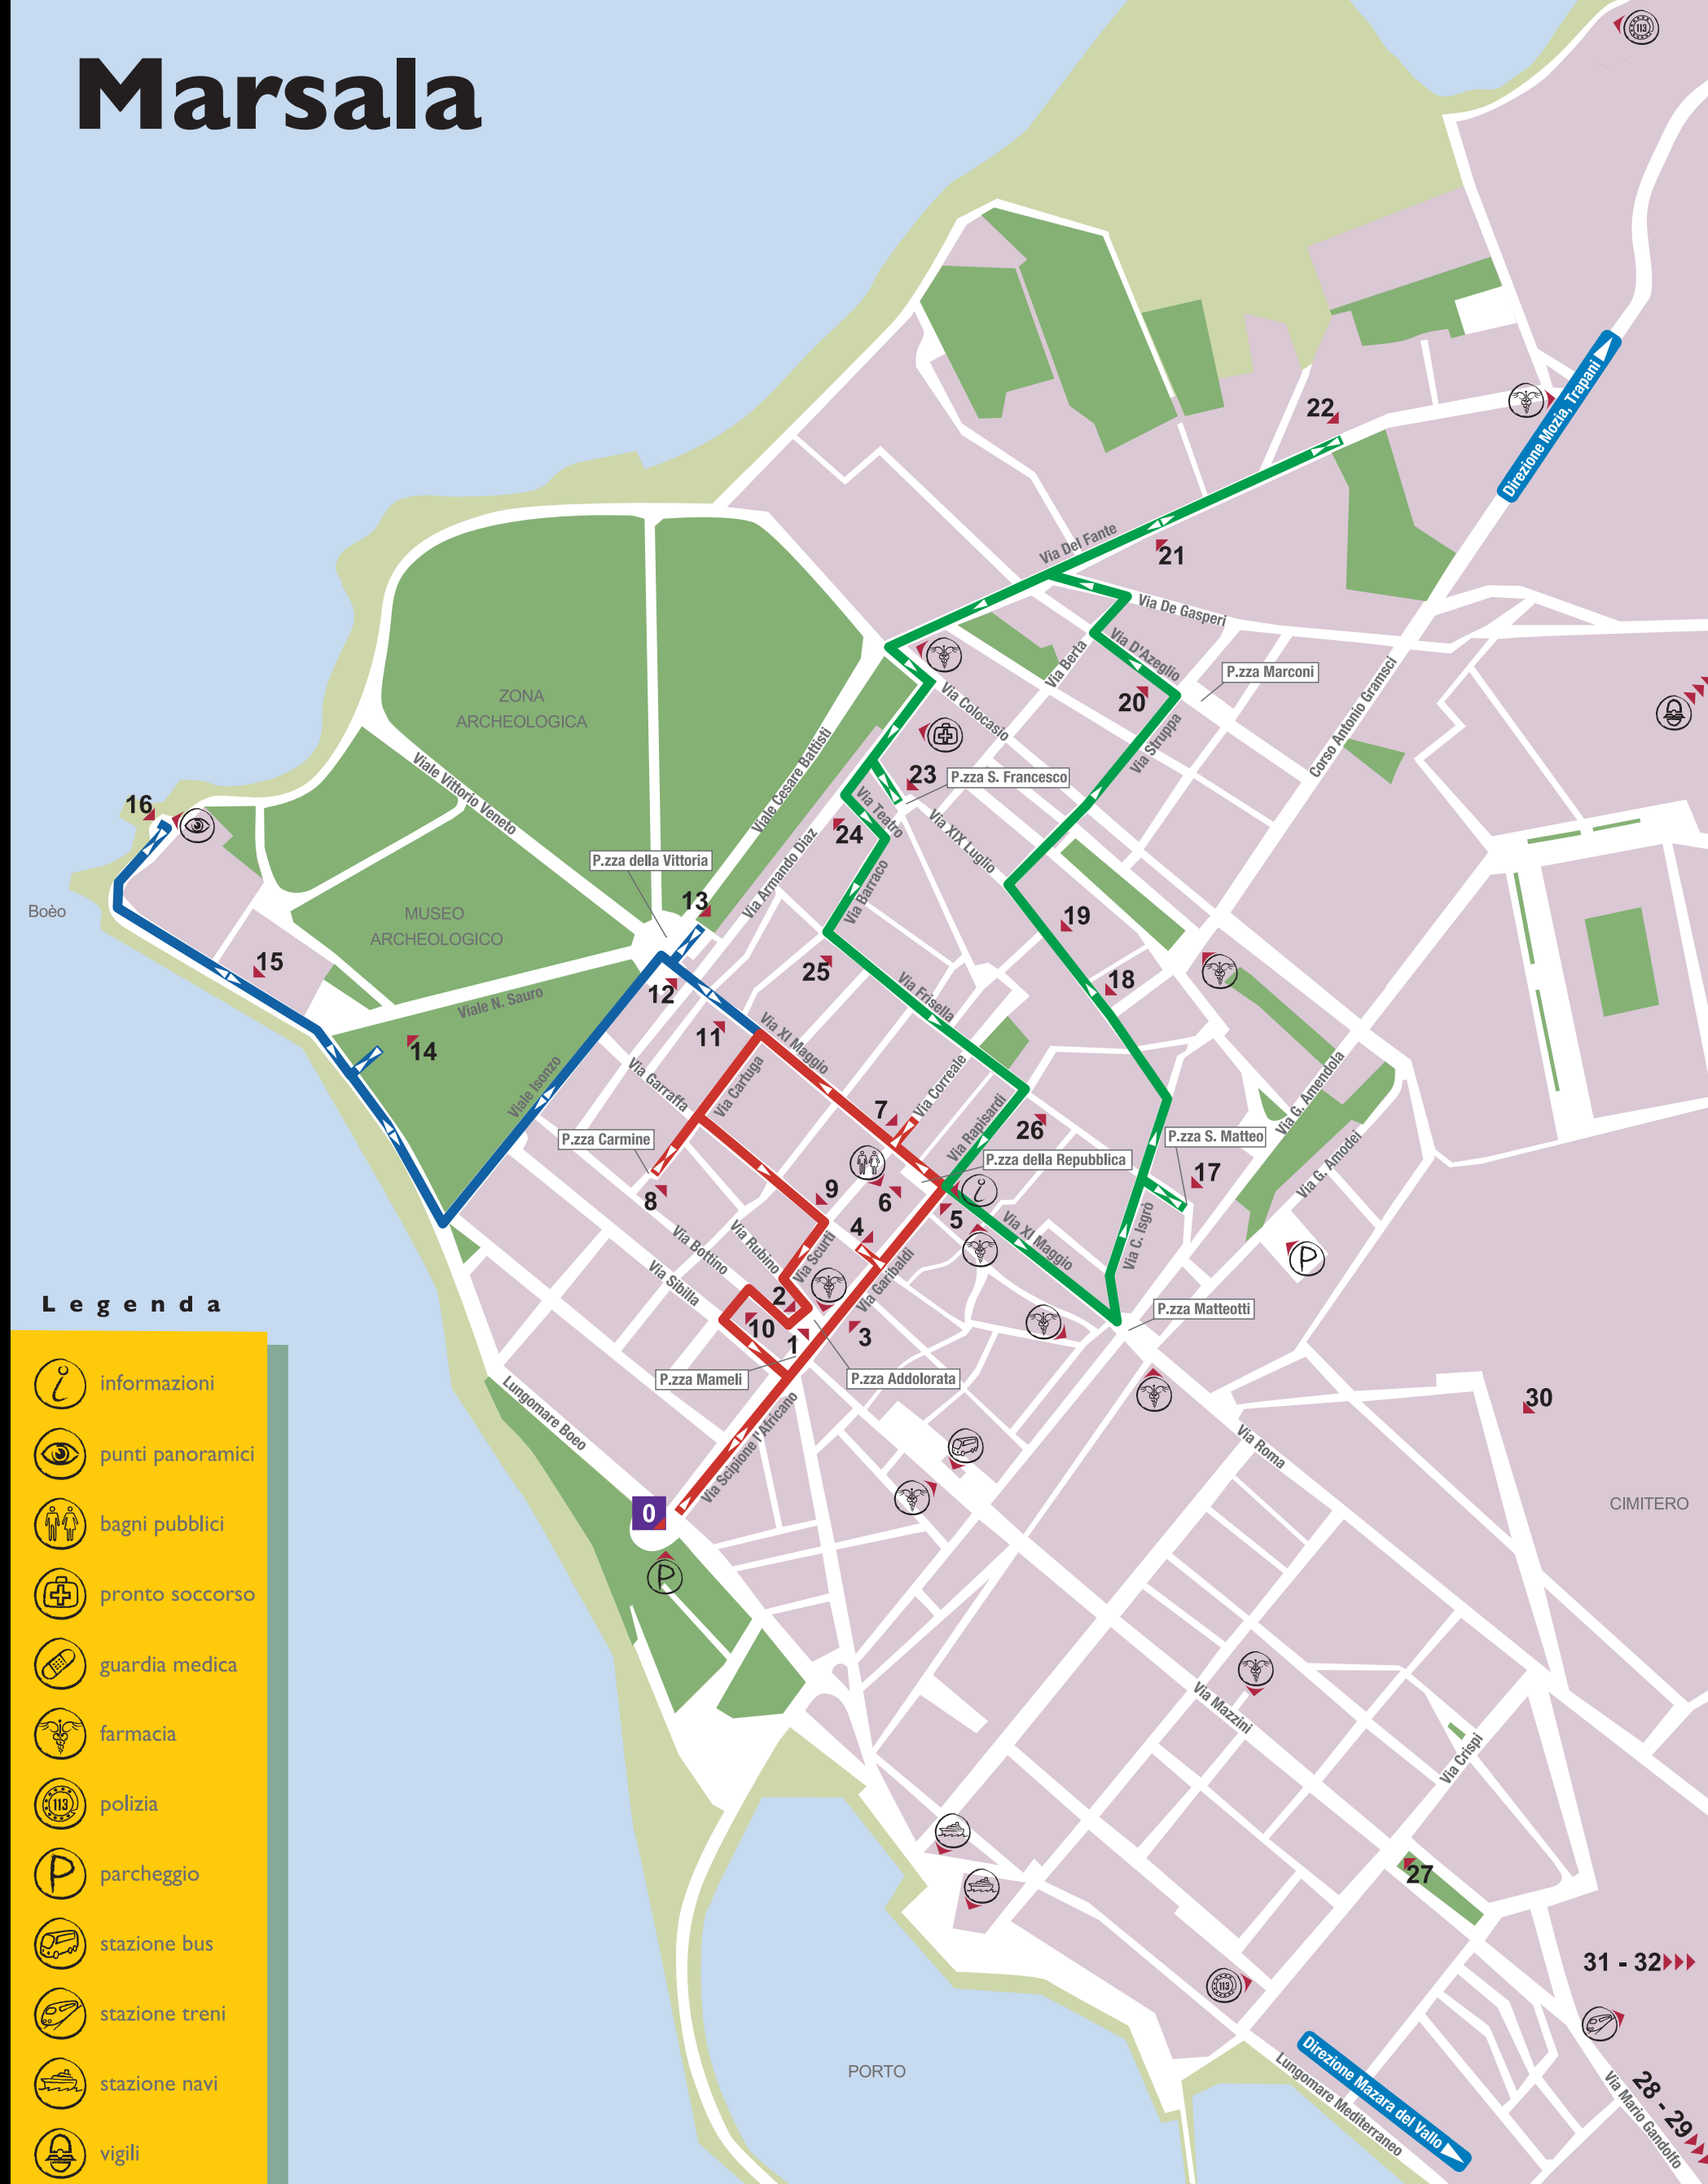 Marsala
113
Direzione Mozia, Trapani
22
Via Del Fante
21
Via De Gasperi
Via D'Azeglio
Via Berta
P.zza Marconi
20
Corso Antonio Gramsci
ZONA
ARCHEOLOGICA
Via Colocasio
Via Struppa
Viale Vittorio Veneto
Viale Cesare Battisti
23
P.zza S. Francesco
16
Via Teatro
24
Via XIX Luglio
P.zza della Vittoria
Via Armando Diaz
Via Barraco
Boèo
MUSEO
ARCHEOLOGICO
13
19
15
12
25
18
Viale N. Sauro
Via Frisella
11
Via XI Maggio
14
Viale Isonzo
Via Garraffa
Via Cartuga
Via Correale
Via G. Amendola
7
Via Rapisardi
26
P.zza Carmine
P.zza S. Matteo
Via G. Amodei
P.zza della Repubblica
17
8
9
6
5
4
Via XI Maggio
Via C. Isgrò
Via Rubino
Via Bottino
Via Scurti
Via Garibaldi
Via Sibilla
P
2
10
1
3
P.zza Matteotti
P.zza Mameli
P.zza Addolorata
Lungomare Boeo
Via Scipione l'Africano
30
Via Roma
CIMITERO
0
P
Via Mazzini
Via Crispi
27
31 - 32
113
PORTO
Direzione Mazara del Vallo
Lungomare Mediterraneo
28 - 29
Via Mario Gandolfo
Legenda
informazioni
punti panoramici
bagni pubblici
pronto soccorso
guardia medica
farmacia
113 polizia
P parcheggio
stazione bus
stazione treni
stazione navi
vigili